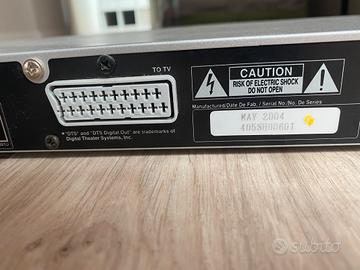 TO TV
* "DTS" and "DTS Digital Out" are trademarks of
Digital Theater Systems, Inc.
CAUTION
RISK OF ELECTRIC SHOCK
DO NOT OPEN
Manufactured/Date De Fab. / Serial No./No. De Series
MAY 2004
subito